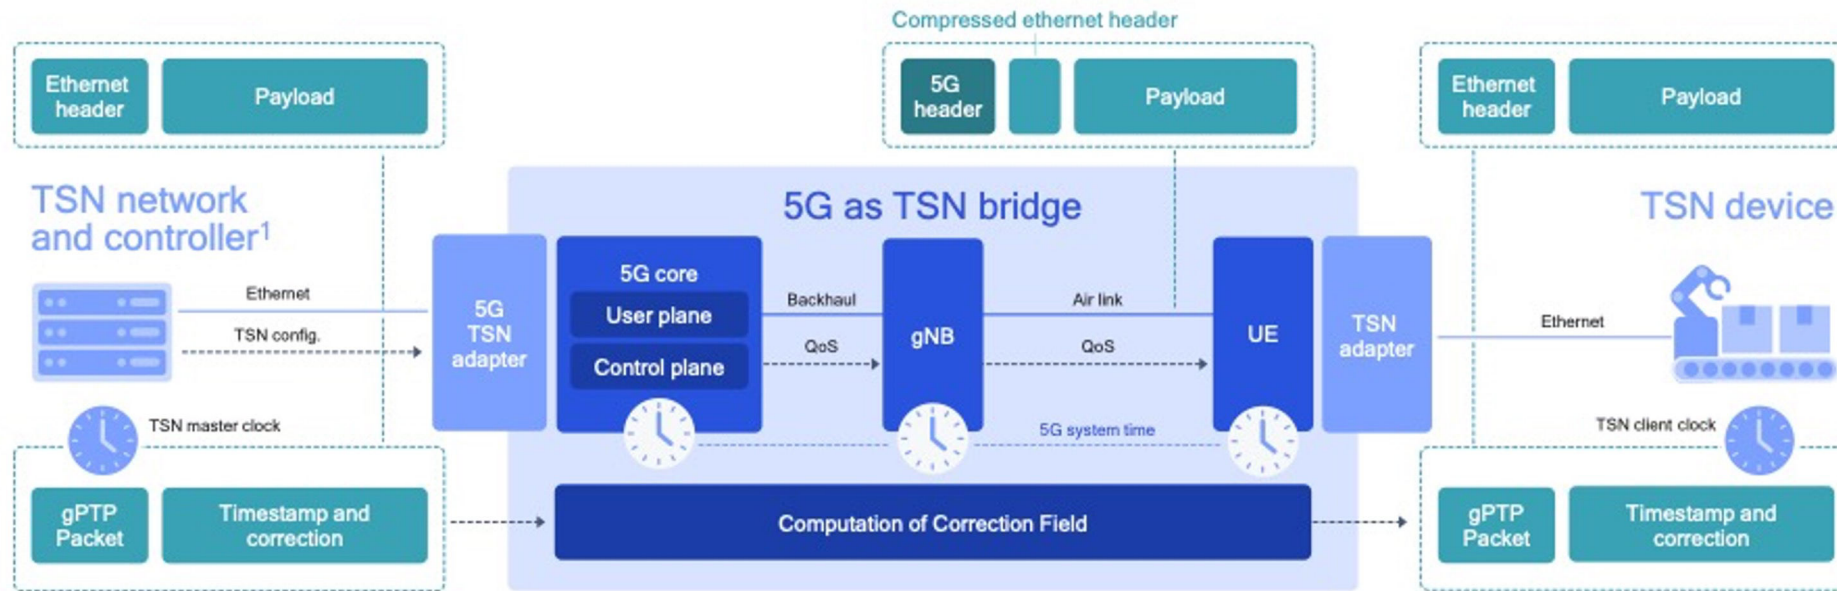 Compressed ethernet header
Ethernet
header
Payload
5G
header
Payload
Ethernet
header
Payload
TSN network
and controller¹
5G as TSN bridge
TSN device
Ethernet
TSN config.
5G
TSN
adapter
5G core
User plane
Control plane
Backhaul
QoS
gNB
Air link
QoS
UE
TSN
adapter
Ethernet
TSN master clock
5G system time
TSN client clock
gPTP
Packet
Timestamp and
correction
Computation of Correction Field
gPTP
Packet
Timestamp and
correction